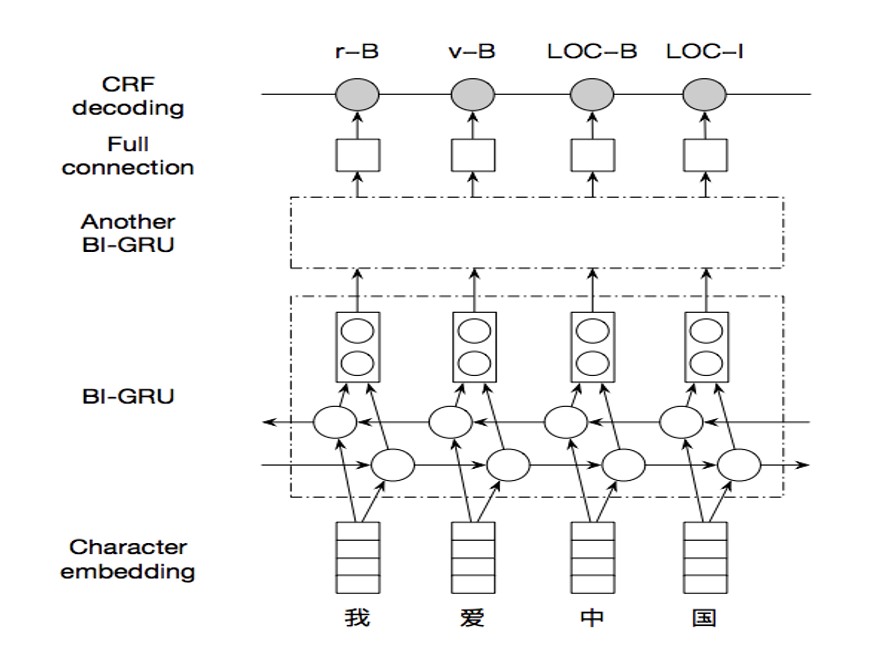 r-B v-B LOC-B LOC-I
CRF
decoding
Full
connection
Another
BI-GRU
BI-GRU
Character
embedding
我 爱 中 国